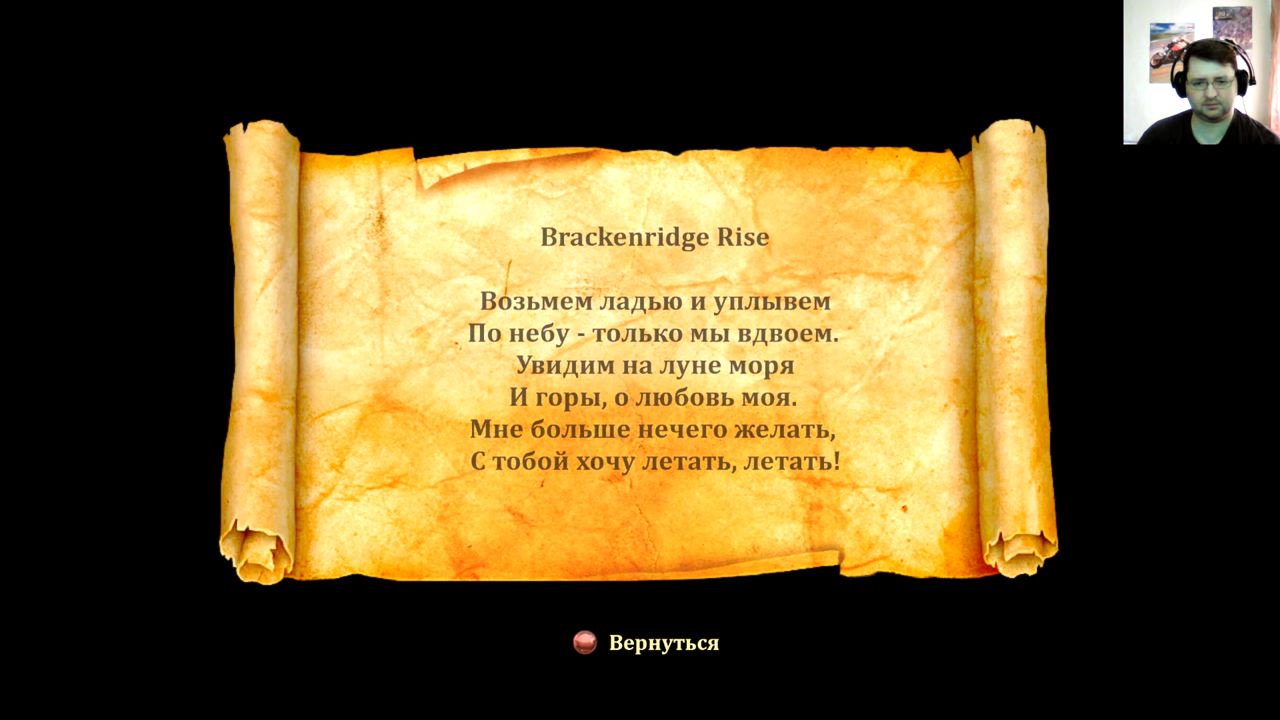 Brackenridge Rise
Возьмем ладью и уплывем
По небу - только мы вдвоем.
Увидим на луне моря
И горы, о любовь моя.
Мне больше нечего желать,
С тобой хочу летать, летать!
Вернуться